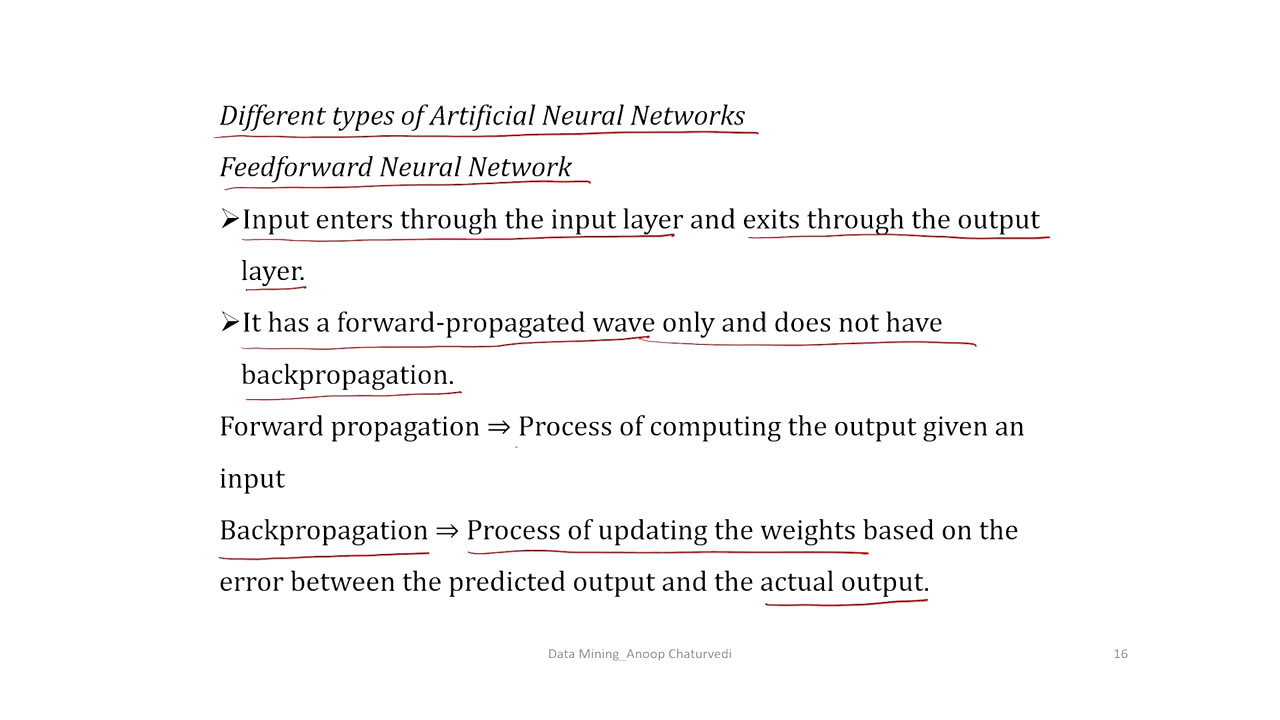 Different types of Artificial Neural Networks
Feedforward Neural Network
➢Input enters through the input layer and exits through the output
layer.
➢It has a forward-propagated wave only and does not have
backpropagation.
Forward propagation ⇒ Process of computing the output given an
input
Backpropagation ⇒ Process of updating the weights based on the
error between the predicted output and the actual output.
Data Mining_Anoop Chaturvedi
16